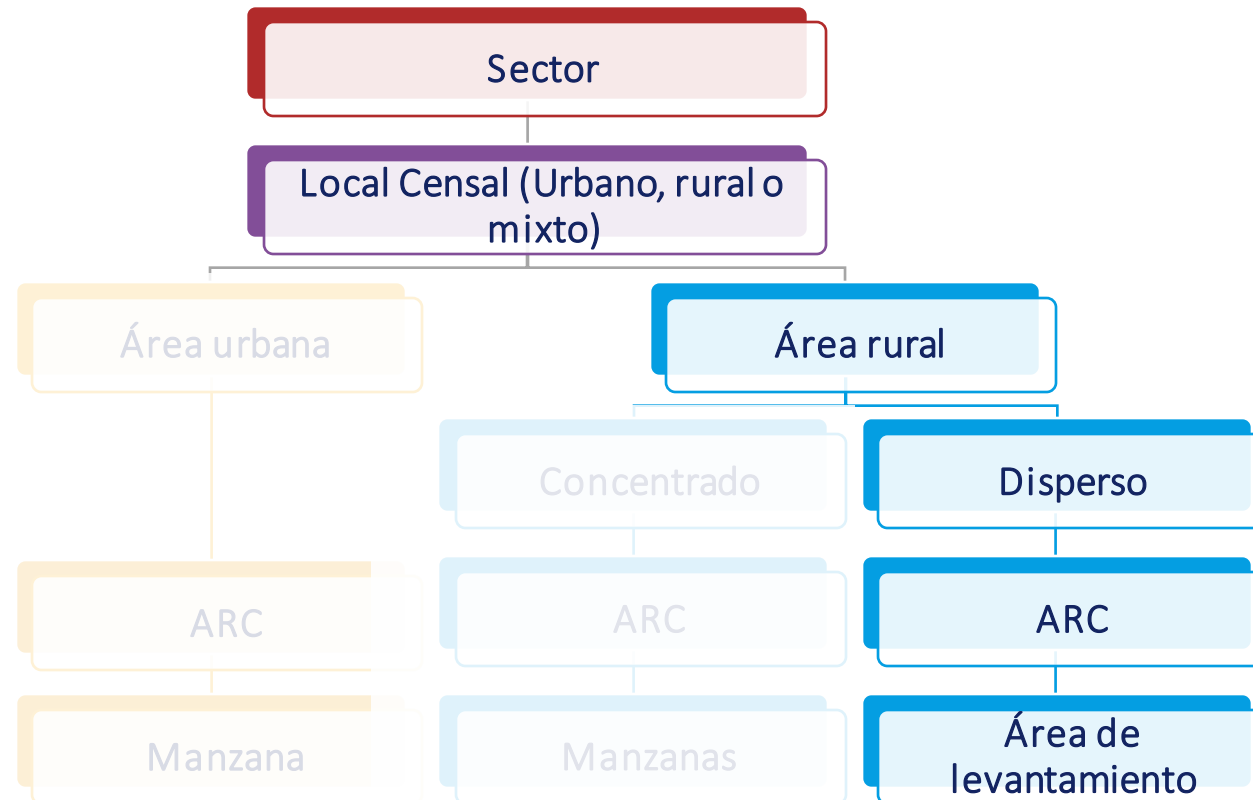 Sector
Local Censal (Urbano, rural o
mixto)
Área urbana
Área rural
Concentrado
Disperso
ARC
ARC
ARC
Manzana
Manzanas
Área de
levantamiento